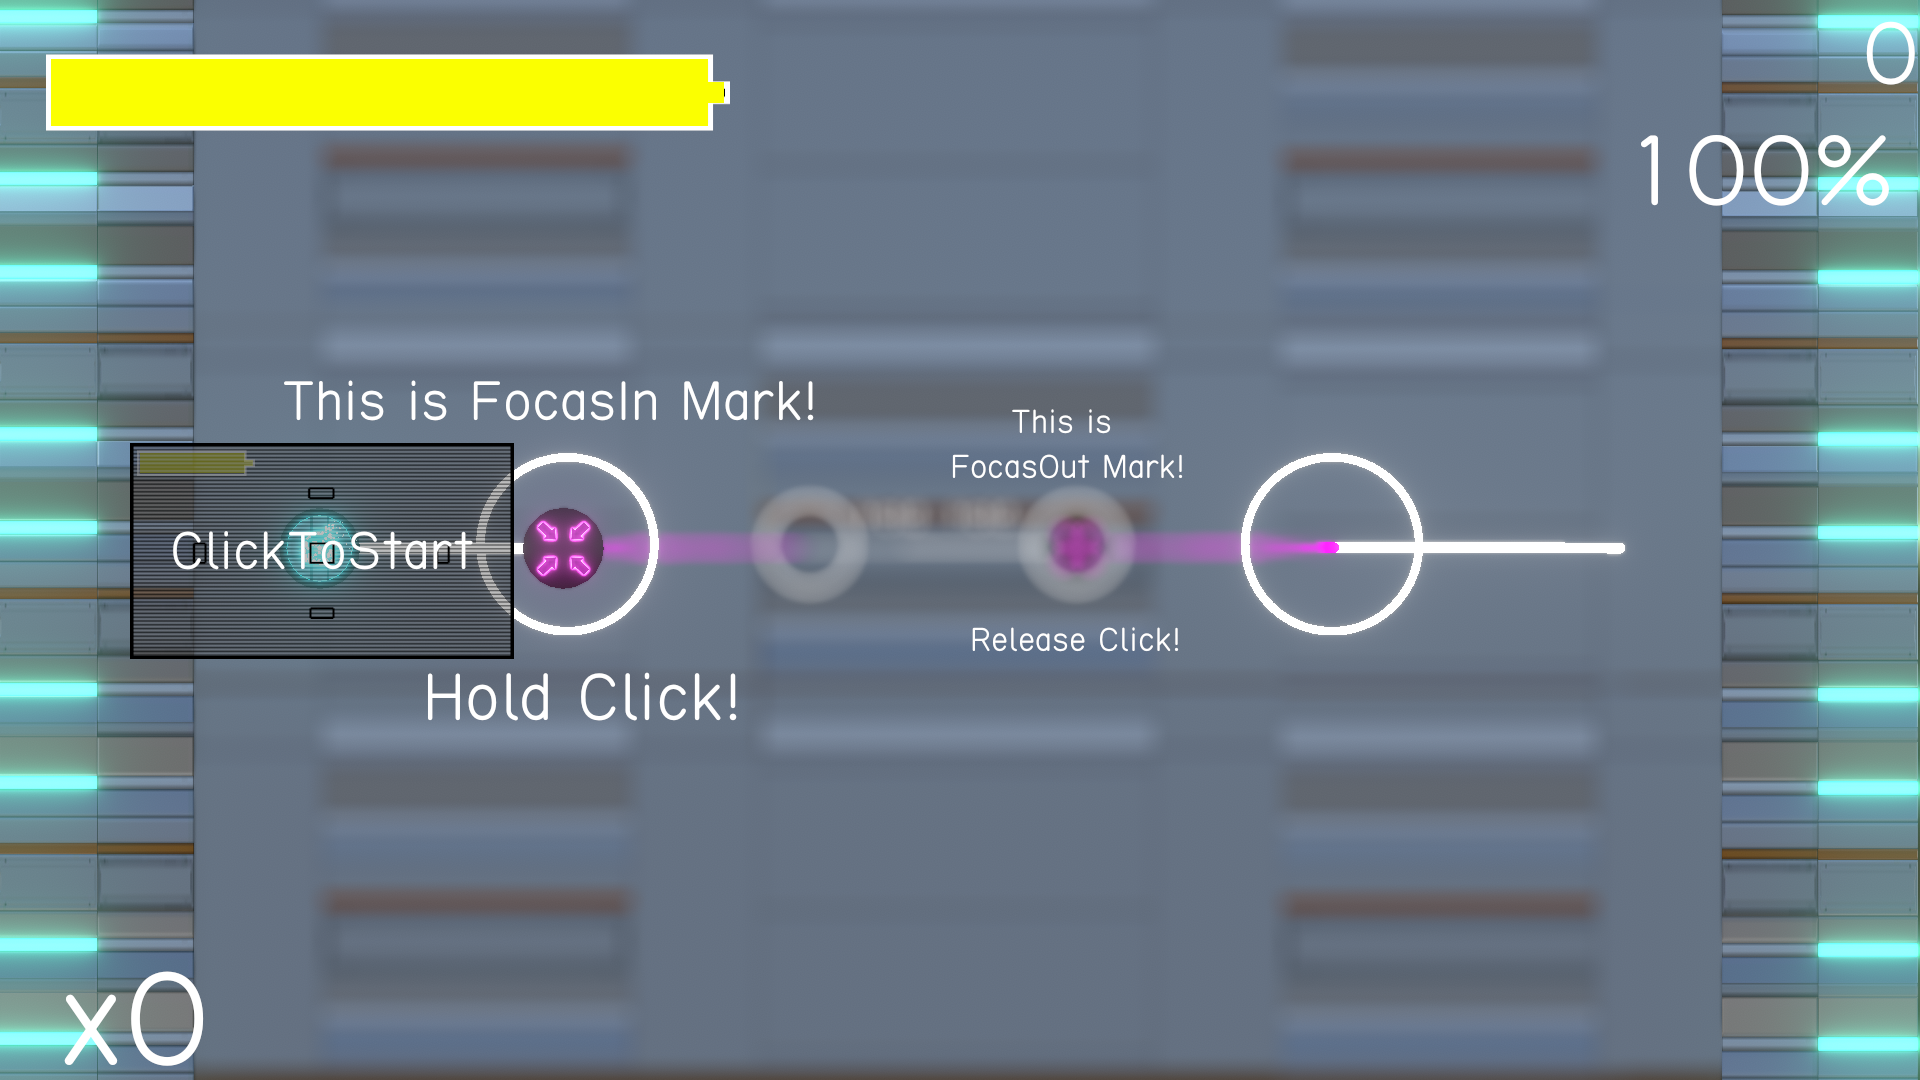 0
100%
This is FocasIn Mark!
This is
FocasOut Mark!
ClickToStart
Release Click!
Hold Click!
x0